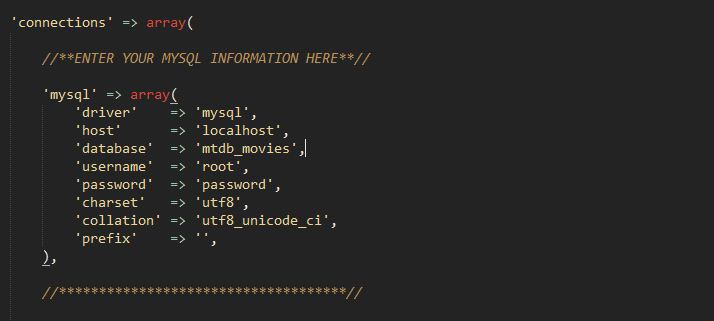 'connections' => array(
//**ENTER YOUR MYSQL INFORMATION HERE**//
'mysql' => array(
'driver'    => 'mysql',
'host'      => 'localhost',
'database'  => 'mtdb_movies',
'username'  => 'root',
'password'  => 'password',
'charset'   => 'utf8',
'collation' => 'utf8_unicode_ci',
'prefix'    => '',
),
//************************************//